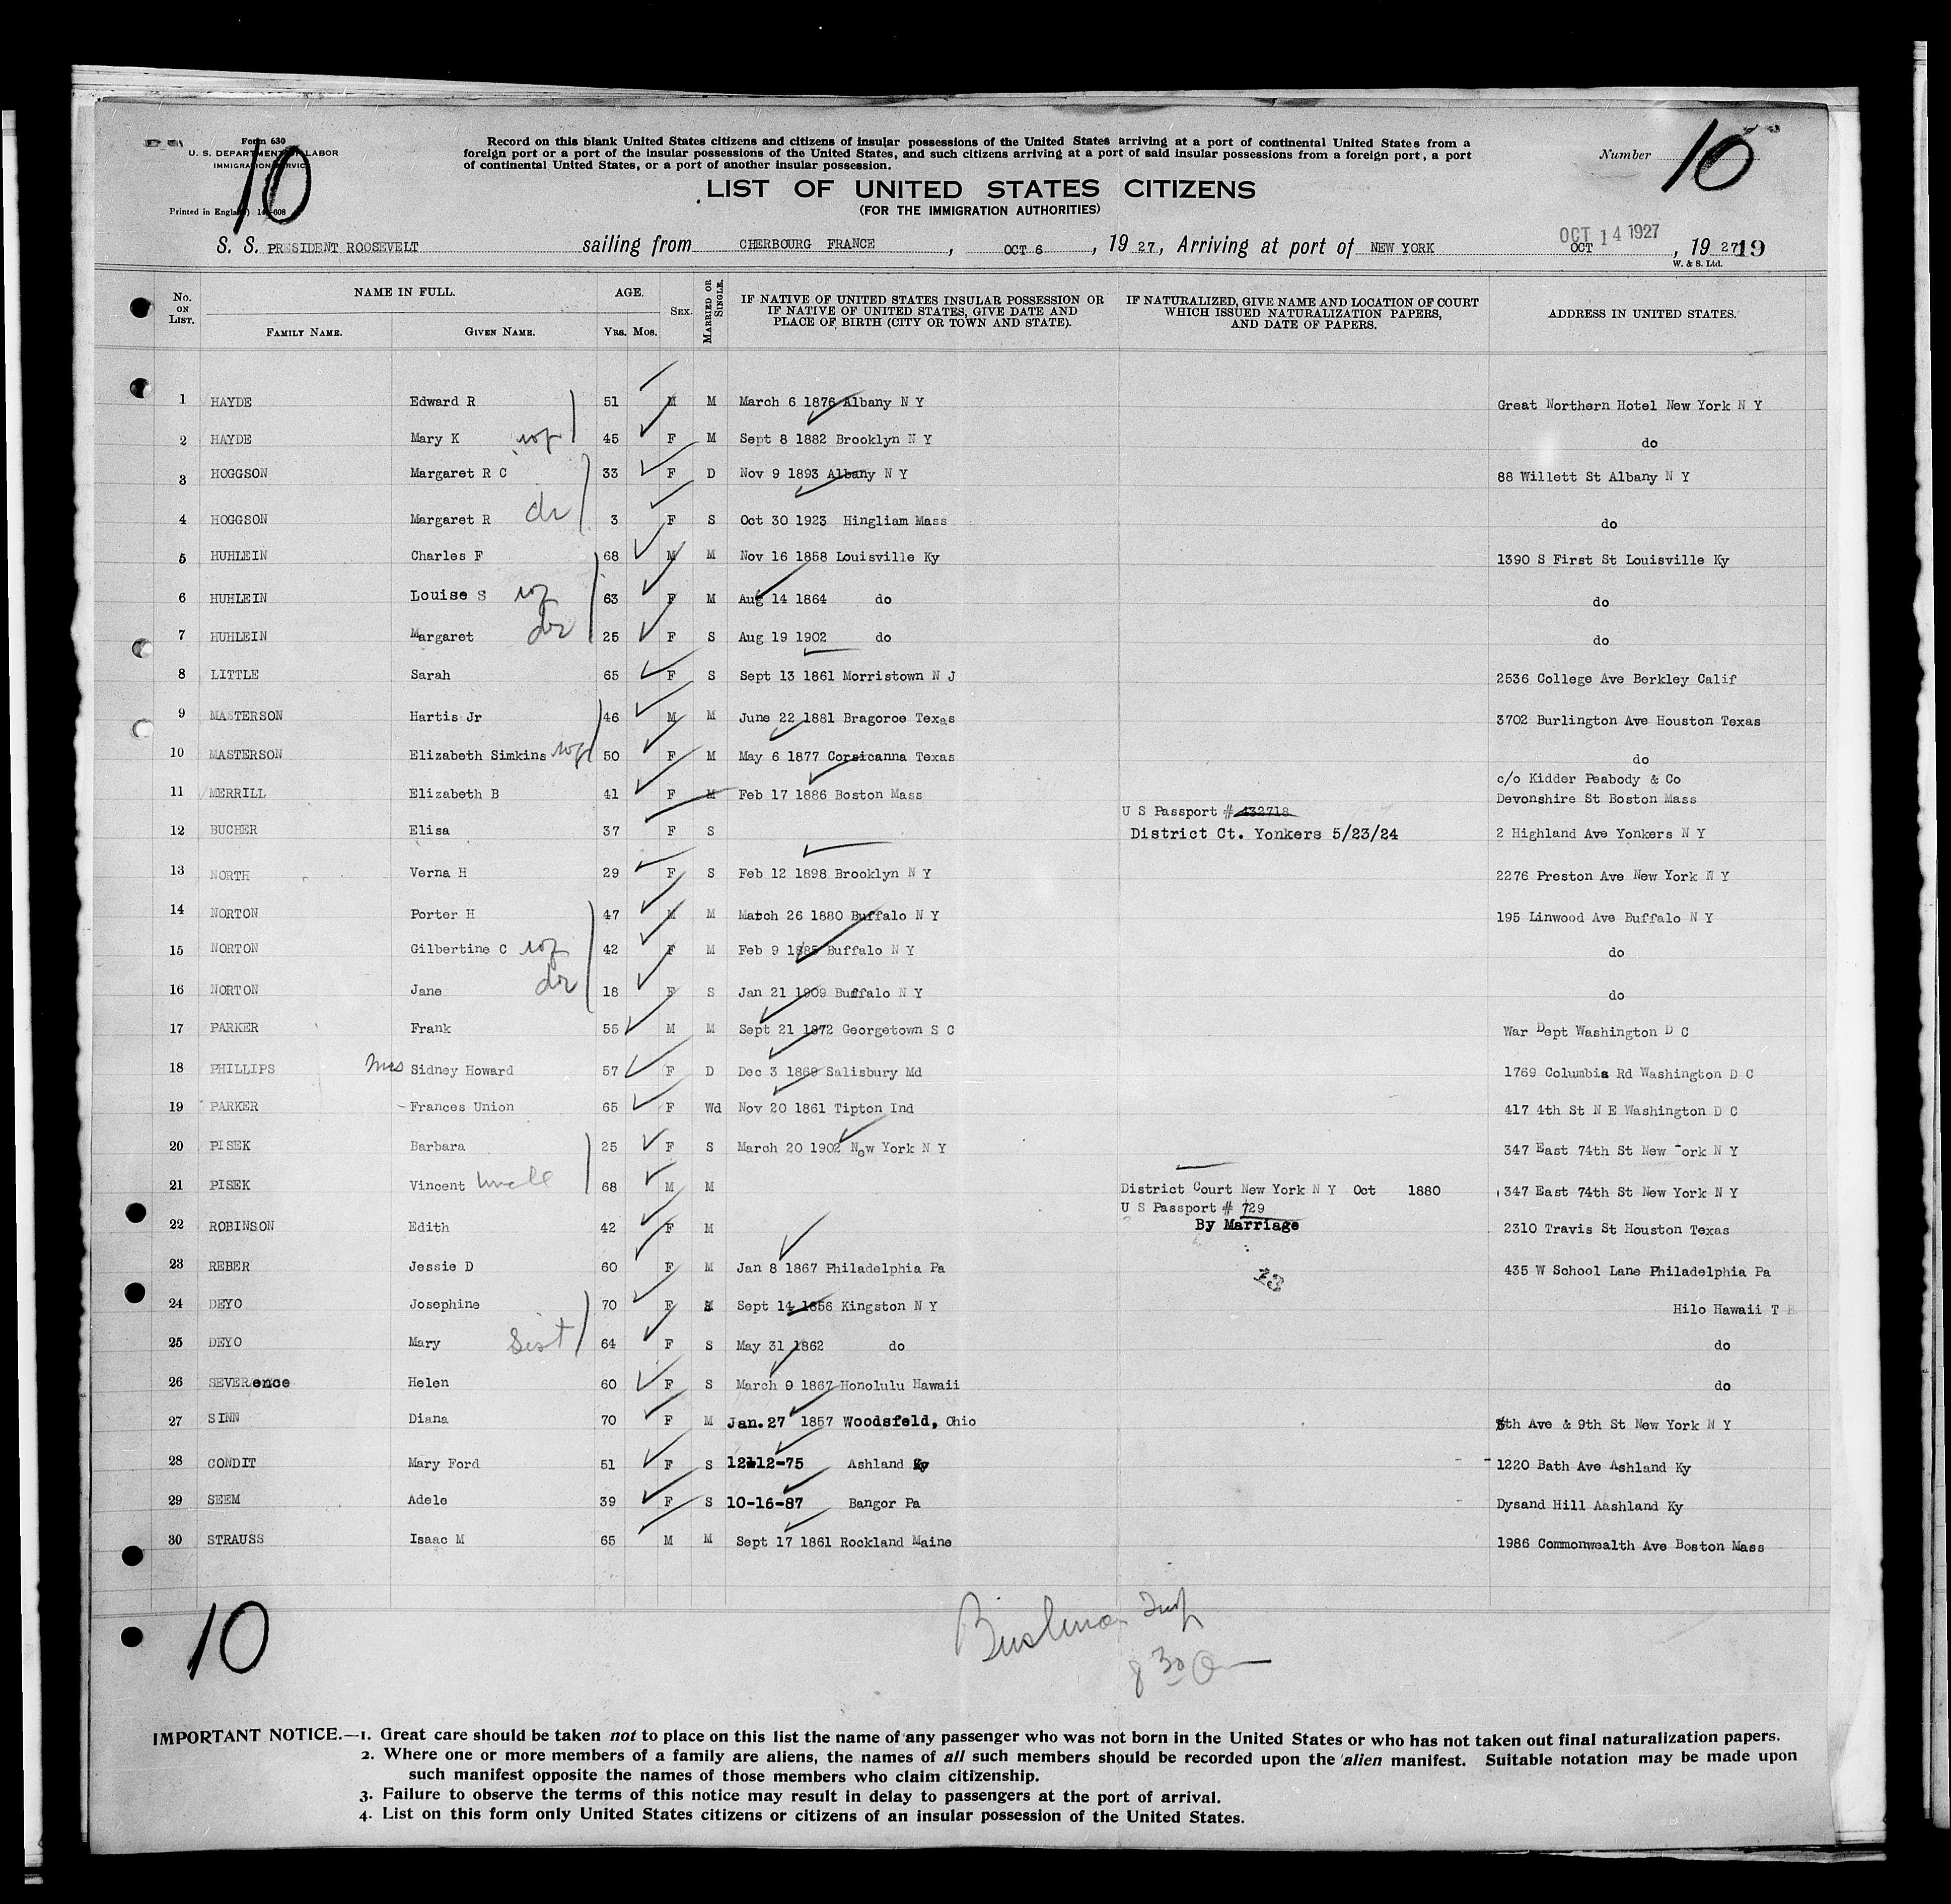 Form 630
U. S. DEPARTMENT OF LABOR
IMMIGRATION SERVICE
Printed in England
10
Record on this blank United States citizens and citizens of insular possessions of the United States arriving at a port of continental United States from a
foreign port or a port of the insular possessions of the United States, and such citizens arriving at a port of said insular possessions from a foreign port, a port
of continental United States, or a port of another insular possession.
Number 10
LIST OF UNITED STATES CITIZENS
(FOR THE IMMIGRATION AUTHORITIES)
OCT 14 1927
S. S. PRESIDENT ROOSEVELT sailing from CHERBOURG FRANCE, OCT 6, 19 27, Arriving at port of NEW YORK OCT, 19 27 19
W. & S. Ltd.
No. ON LIST. NAME IN FULL. FAMILY NAME. GIVEN NAME. AGE. YRS. MOS. SEX. MARRIED OR SINGLE. IF NATIVE OF UNITED STATES INSULAR POSSESSION OR IF NATIVE OF UNITED STATES, GIVE DATE AND PLACE OF BIRTH (CITY OR TOWN AND STATE). IF NATURALIZED, GIVE NAME AND LOCATION OF COURT WHICH ISSUED NATURALIZATION PAPERS, AND DATE OF PAPERS. ADDRESS IN UNITED STATES.
1 HAYDE Edward R 51 M M March 6 1876 Albany N Y Great Northern Hotel New York N Y
2 HAYDE Mary K wf 45 F M Sept 8 1882 Brooklyn N Y do
3 HOGGSON Margaret R C 33 F D Nov 9 1893 Albany N Y 88 Willett St Albany N Y
4 HOGGSON Margaret R dr 3 F S Oct 30 1923 Hingliam Mass do
5 HUHLEIN Charles F 68 M M Nov 16 1858 Louisville Ky 1390 S First St Louisville Ky
6 HUHLEIN Louise S wf 63 F M Aug 14 1864 do do
7 HUHLEIN Margaret dr 25 F S Aug 19 1902 do do
8 LITTLE Sarah 65 F S Sept 13 1861 Morristown N J 2536 College Ave Berkley Calif
9 MASTERSON Hartis Jr 46 M M June 22 1881 Bragoroe Texas 3702 Burlington Ave Houston Texas
10 MASTERSON Elizabeth Simkins wf 50 F M May 6 1877 Corsicanna Texas do
11 MERRILL Elizabeth B 41 F M Feb 17 1886 Boston Mass c/o Kidder Peabody & Co
Devonshire St Boston Mass
U S Passport # 432718
12 BUCHER Elisa 37 F S District Ct. Yonkers 5/23/24 2 Highland Ave Yonkers N Y
13 NORTH Verna H 29 F S Feb 12 1898 Brooklyn N Y 2276 Preston Ave New York N Y
14 NORTON Porter H 47 M M March 26 1880 Buffalo N Y 195 Linwood Ave Buffalo N Y
15 NORTON Gilbertine C wf 42 F M Feb 9 1885 Buffalo N Y do
16 NORTON Jane dr 18 F S Jan 21 1909 Buffalo N Y do
17 PARKER Frank 55 M M Sept 21 1872 Georgetown S C War Dept Washington D C
18 PHILLIPS Mrs Sidney Howard 57 F D Dec 3 1869 Salisbury Md 1769 Columbia Rd Washington D C
19 PARKER Frances Union 65 F Wd Nov 20 1861 Tipton Ind 417 4th St N E Washington D C
20 PISEK Barbara 25 F S March 20 1902 New York N Y 347 East 74th St New ork N Y
21 PISEK Vincent Uncle 68 M M District Court New York N Y Oct 1880 347 East 74th St New York N Y
U S Passport # 729
22 ROBINSON Edith 42 F M By Marriage 2310 Travis St Houston Texas
23 REBER Jessie D 60 F M Jan 8 1867 Philadelphia Pa 435 W School Lane Philadelphia Pa
24 DEYO Josephine 70 F Sept 14 1856 Kingston N Y Hilo Hawaii T H
25 DEYO Mary Sist 64 F S May 31 1862 do do
26 SEVERence Helen 60 F S March 9 1867 Honolulu Hawaii do
27 SINN Diana 70 F M Jan. 27 1857 Woodsfeld, Ohio 5th Ave & 9th St New York N Y
28 CONDIT Mary Ford 51 F S 12-12-75 Ashland Ky 1220 Bath Ave Ashland Ky
29 SEEM Adele 39 F S 10-16-87 Bangor Pa Dysand Hill Aashland Ky
30 STRAUSS Isaac M 65 M M Sept 17 1861 Rockland Maine 1986 Commonwealth Ave Boston Mass
10
IMPORTANT NOTICE.—1. Great care should be taken not to place on this list the name of any passenger who was not born in the United States or who has not taken out final naturalization papers.
2. Where one or more members of a family are aliens, the names of all such members should be recorded upon the alien manifest. Suitable notation may be made upon
such manifest opposite the names of those members who claim citizenship.
3. Failure to observe the terms of this notice may result in delay to passengers at the port of arrival.
4. List on this form only United States citizens or citizens of an insular possession of the United States.